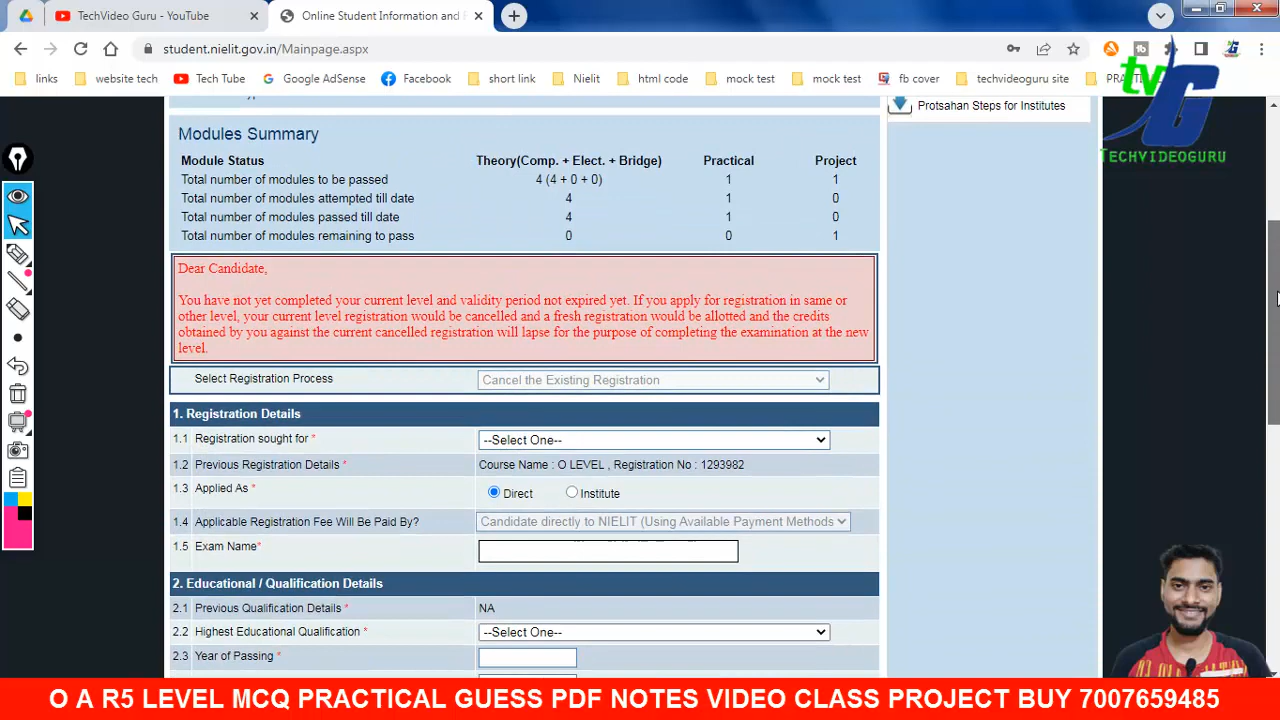 TechVideo Guru - YouTube
Online Student Information and
student.nielit.gov.in/Mainpage.aspx
links
website tech
Tech Tube
Google AdSense
Facebook
short link
Nielit
html code
mock test
mock test
fb cover
techvideoguru site
tvG
TECHVIDEOGURU
Protsahan Steps for Institutes
Modules Summary
Module Status Theory(Comp. + Elect. + Bridge) Practical Project
Total number of modules to be passed 4 (4 + 0 + 0) 1 1
Total number of modules attempted till date 4 1 0
Total number of modules passed till date 4 1 0
Total number of modules remaining to pass 0 0 1
Dear Candidate,
You have not yet completed your current level and validity period not expired yet. If you apply for registration in same or
other level, your current level registration would be cancelled and a fresh registration would be allotted and the credits
obtained by you against the current cancelled registration will lapse for the purpose of completing the examination at the new
level.
Select Registration Process Cancel the Existing Registration
1. Registration Details
1.1 Registration sought for * --Select One--
1.2 Previous Registration Details * Course Name : O LEVEL , Registration No : 1293982
1.3 Applied As * Direct Institute
1.4 Applicable Registration Fee Will Be Paid By? Candidate directly to NIELIT (Using Available Payment Methods
1.5 Exam Name*
2. Educational / Qualification Details
2.1 Previous Qualification Details * NA
2.2 Highest Educational Qualification * --Select One--
2.3 Year of Passing *
O A R5 LEVEL MCQ PRACTICAL GUESS PDF NOTES VIDEO CLASS PROJECT BUY 7007659485